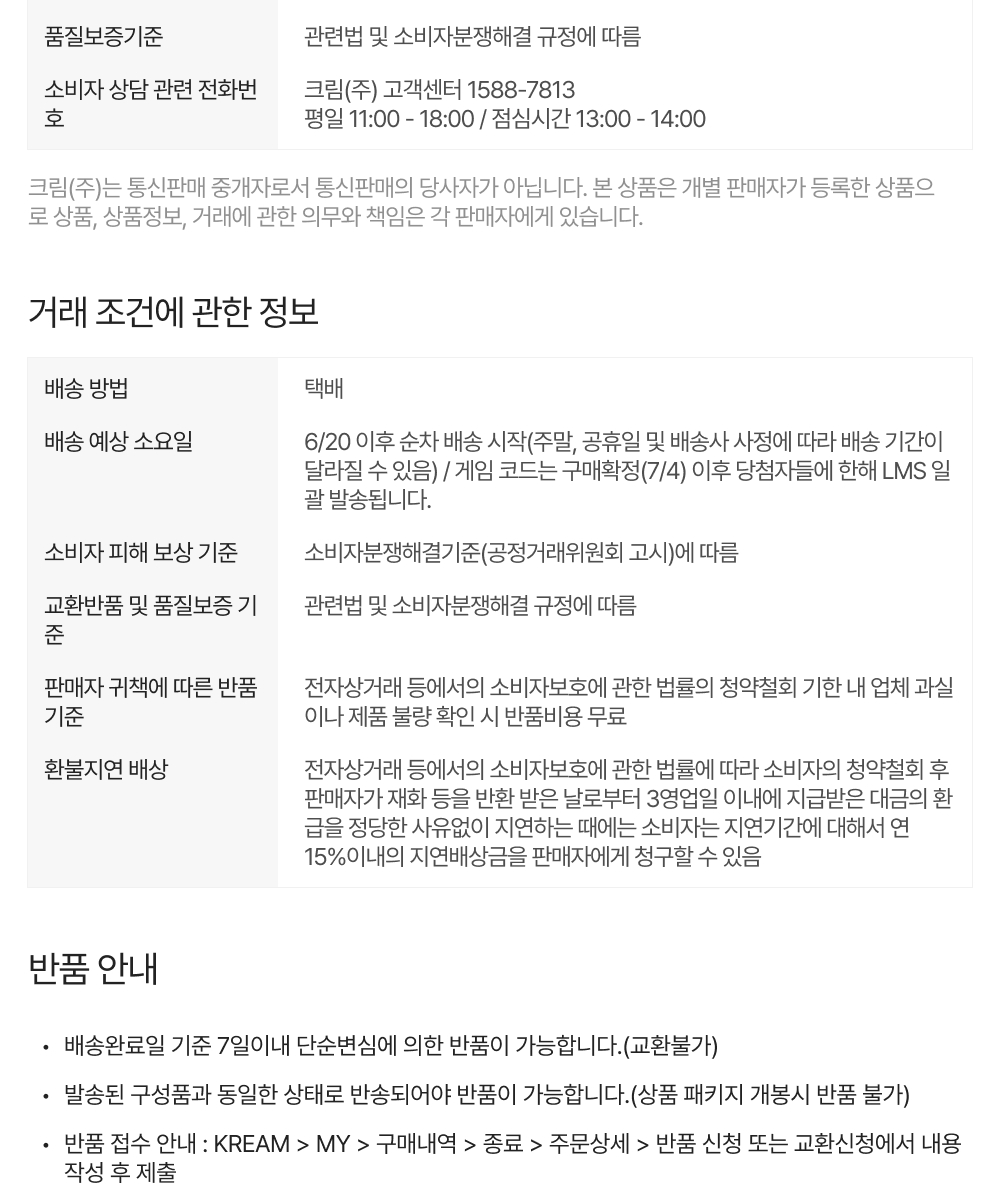 품질보증기준
관련법 및 소비자분쟁해결 규정에 따름
소비자 상담 관련 전화번
호
크림(주) 고객센터 1588-7813
평일 11:00 - 18:00 / 점심시간 13:00 - 14:00
크림(주)는 통신판매 중개자로서 통신판매의 당사자가 아닙니다. 본 상품은 개별 판매자가 등록한 상품으
로 상품, 상품정보, 거래에 관한 의무와 책임은 각 판매자에게 있습니다.
거래 조건에 관한 정보
배송 방법
택배
배송 예상 소요일
6/20 이후 순차 배송 시작(주말, 공휴일 및 배송사 사정에 따라 배송 기간이
달라질 수 있음) / 게임 코드는 구매확정(7/4) 이후 당첨자들에 한해 LMS 일
괄 발송됩니다.
소비자 피해 보상 기준
소비자분쟁해결기준(공정거래위원회 고시)에 따름
교환반품 및 품질보증 기
준
관련법 및 소비자분쟁해결 규정에 따름
판매자 귀책에 따른 반품
기준
전자상거래 등에서의 소비자보호에 관한 법률의 청약철회 기한 내 업체 과실
이나 제품 불량 확인 시 반품비용 무료
환불지연 배상
전자상거래 등에서의 소비자보호에 관한 법률에 따라 소비자의 청약철회 후
판매자가 재화 등을 반환 받은 날로부터 3영업일 이내에 지급받은 대금의 환
급을 정당한 사유없이 지연하는 때에는 소비자는 지연기간에 대해서 연
15%이내의 지연배상금을 판매자에게 청구할 수 있음
반품 안내
• 배송완료일 기준 7일이내 단순변심에 의한 반품이 가능합니다.(교환불가)
• 발송된 구성품과 동일한 상태로 반송되어야 반품이 가능합니다.(상품 패키지 개봉시 반품 불가)
• 반품 접수 안내 : KREAM > MY > 구매내역 > 종료 > 주문상세 > 반품 신청 또는 교환신청에서 내용
작성 후 제출